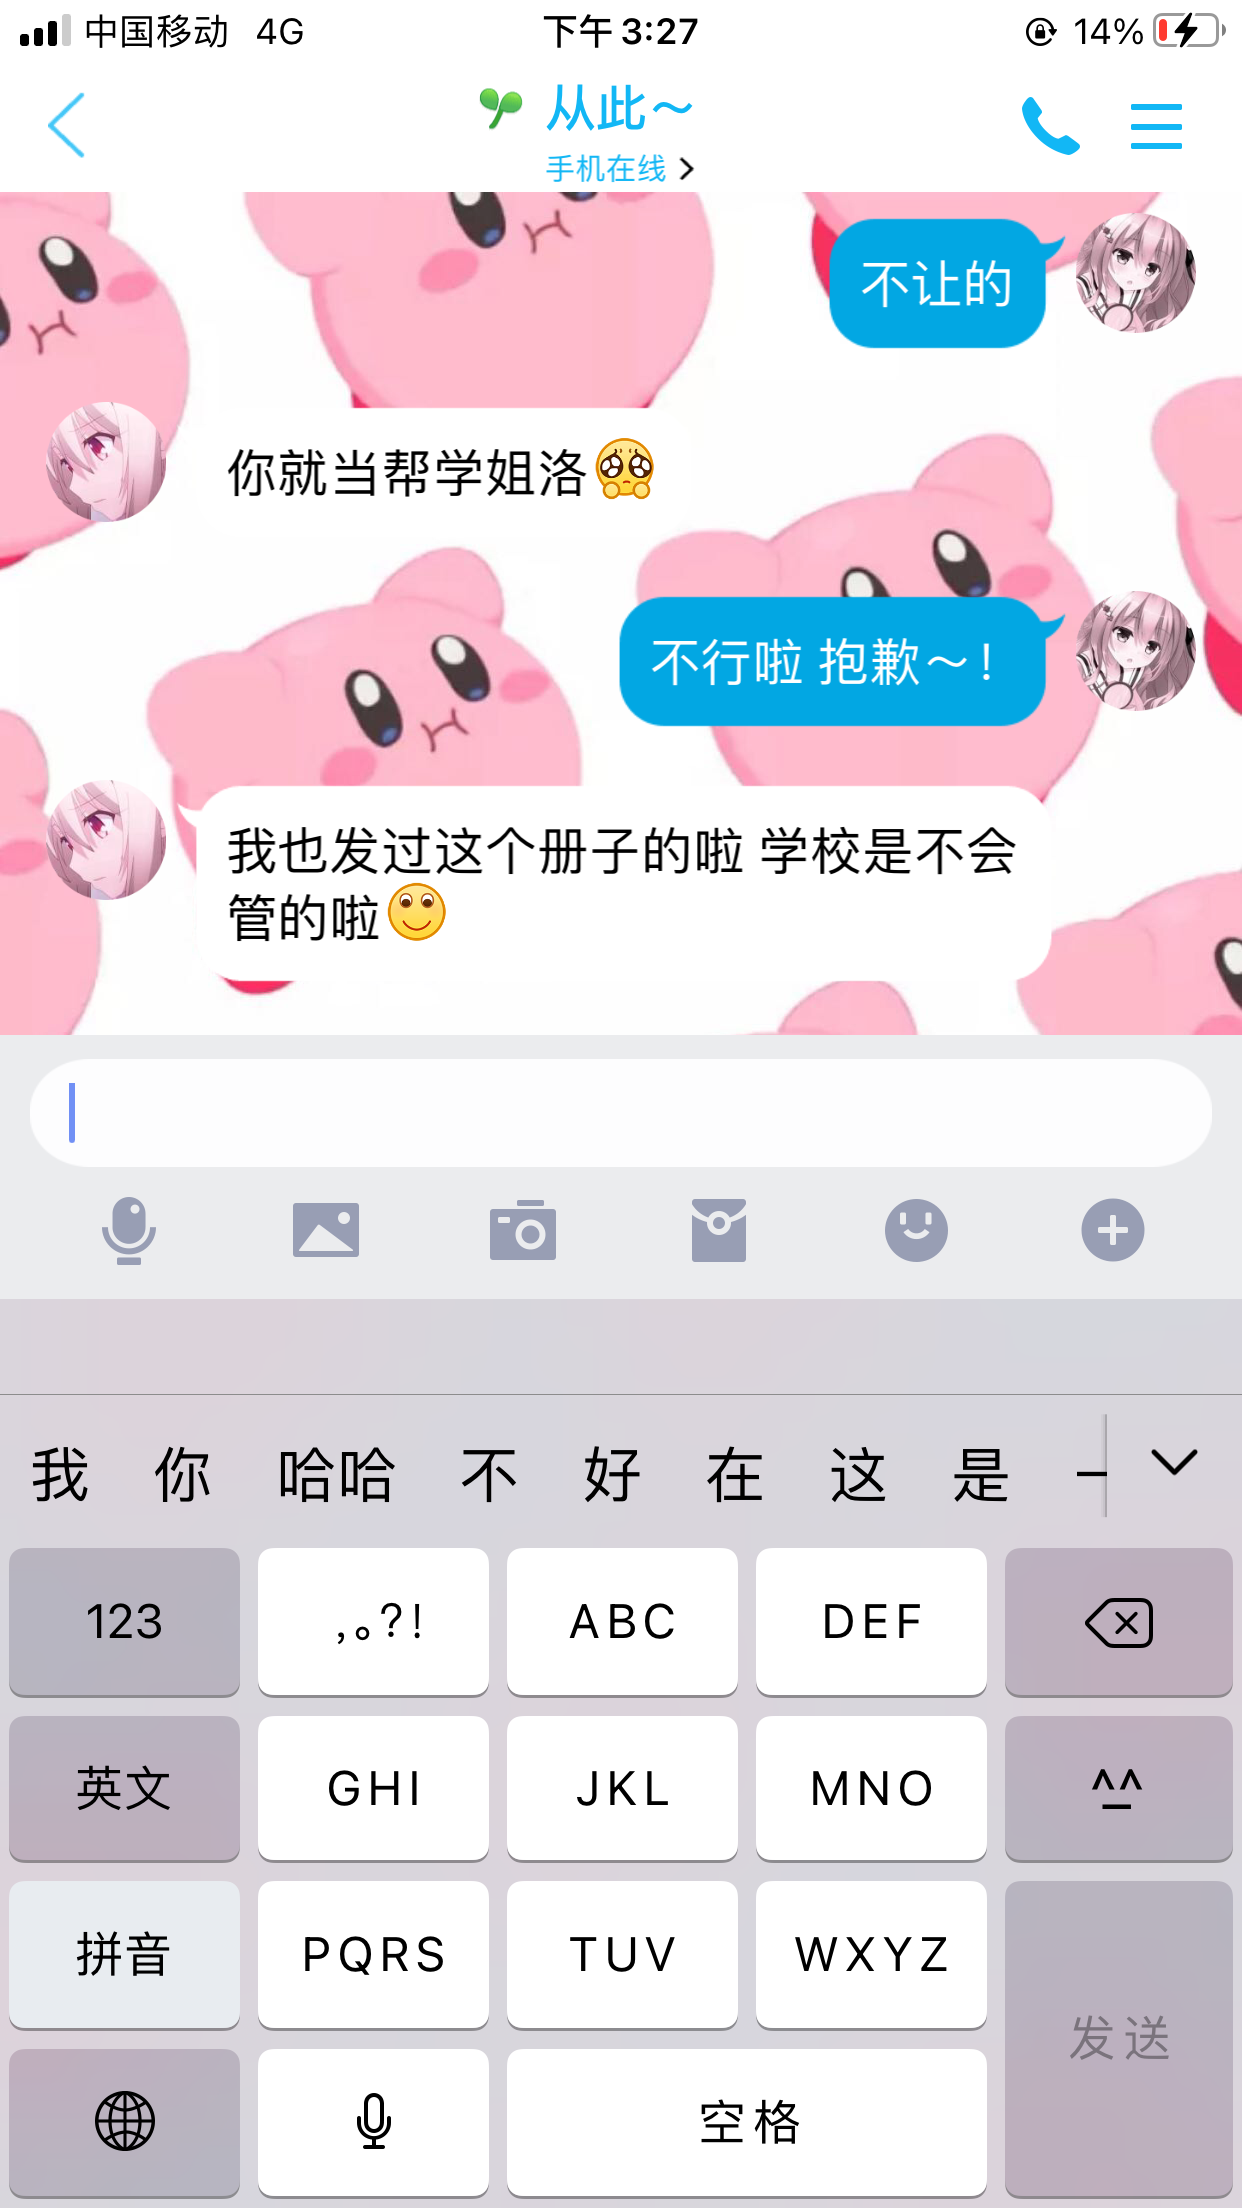 中国移动 4G 下午 3:27 14%
从此～
手机在线
不让的
你就当帮学姐洛
不行啦 抱歉～！
我也发过这个册子的啦 学校是不会
管的啦
我 你 哈哈 不 好 在 这 是 一
123 ,。?! ABC DEF
英文 GHI JKL MNO ^_^
拼音 PQRS TUV WXYZ
发送
空格